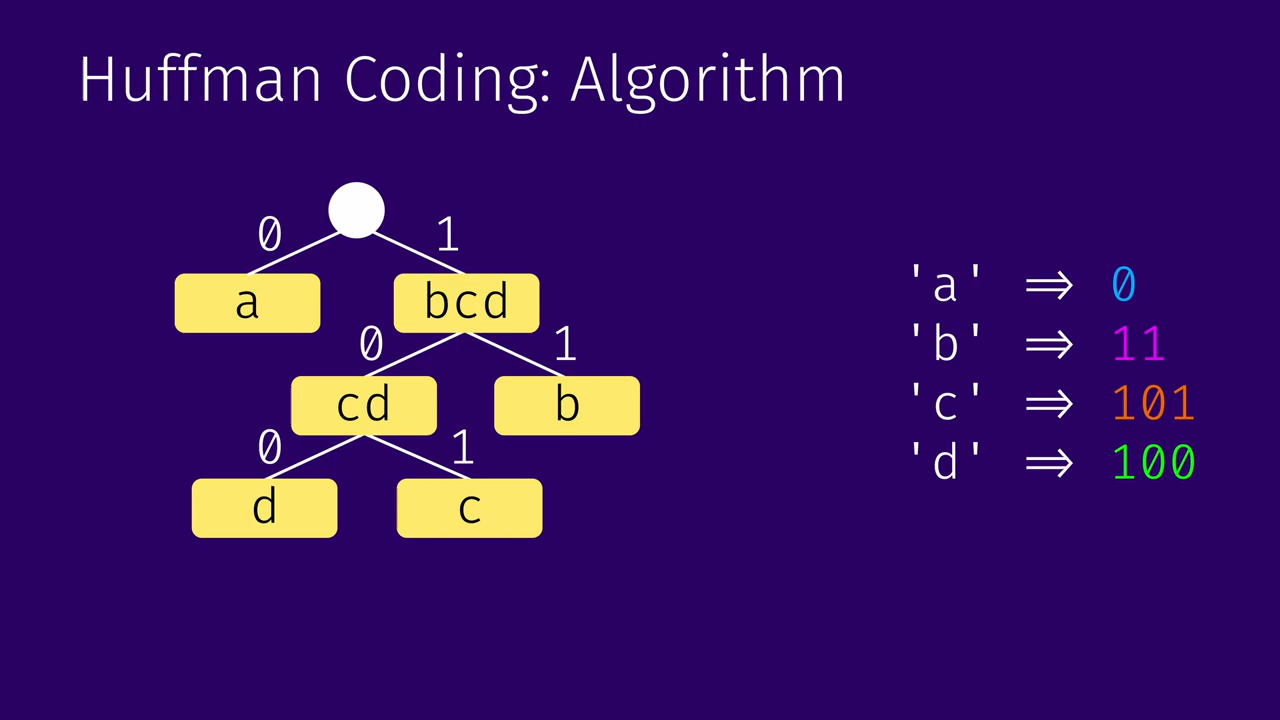 Huffman Coding: Algorithm
0 1
a bcd
0 1
cd b
0 1
d c
'a' ⇒ 0
'b' ⇒ 11
'c' ⇒ 101
'd' ⇒ 100